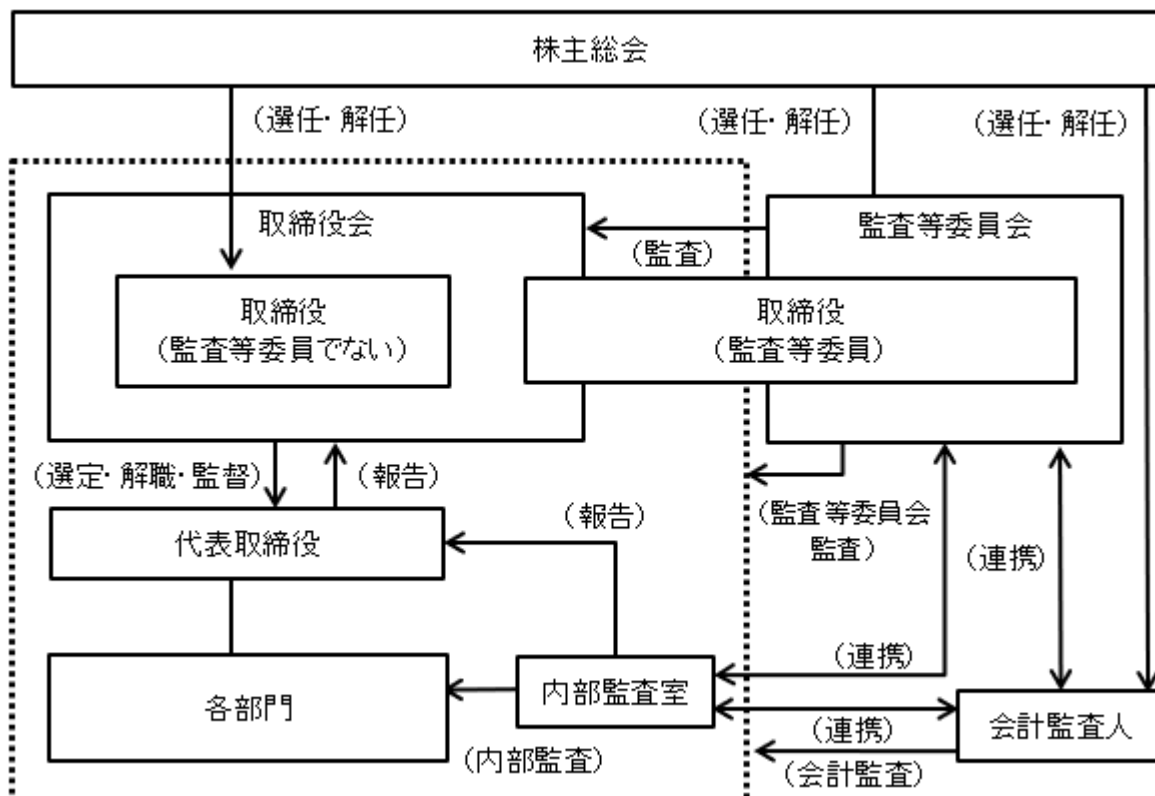 株主総会
(選任・解任)
(選任・解任)
(選任・解任)
取締役会
監査等委員会
(監査)
取締役
(監査等委員でない)
取締役
(監査等委員)
(選定・解職・監督)
(報告)
(報告)
(監査等委員会
監査)
代表取締役
(連携)
(連携)
各部門
内部監査室
会計監査人
(連携)
(内部監査)
(会計監査)